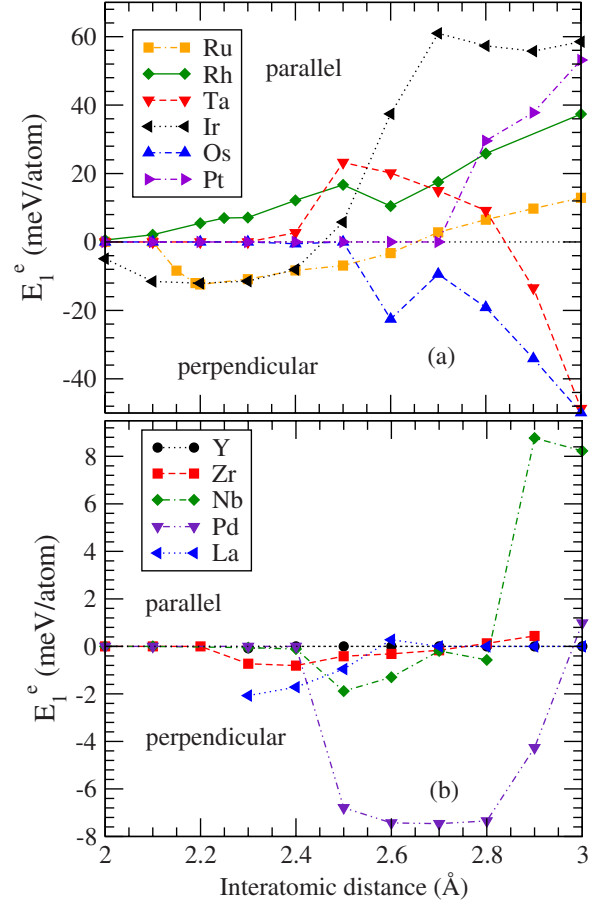 60
40
20
0
-20
-40
E₁ᵉ (meV/atom)
Ru
Rh
Ta
Ir
Os
Pt
parallel
perpendicular
(a)
8
6
4
2
0
-2
-4
-6
-8
E₁ᵉ (meV/atom)
Y
Zr
Nb
Pd
La
parallel
perpendicular
(b)
2 2.2 2.4 2.6 2.8 3
Interatomic distance (Å)